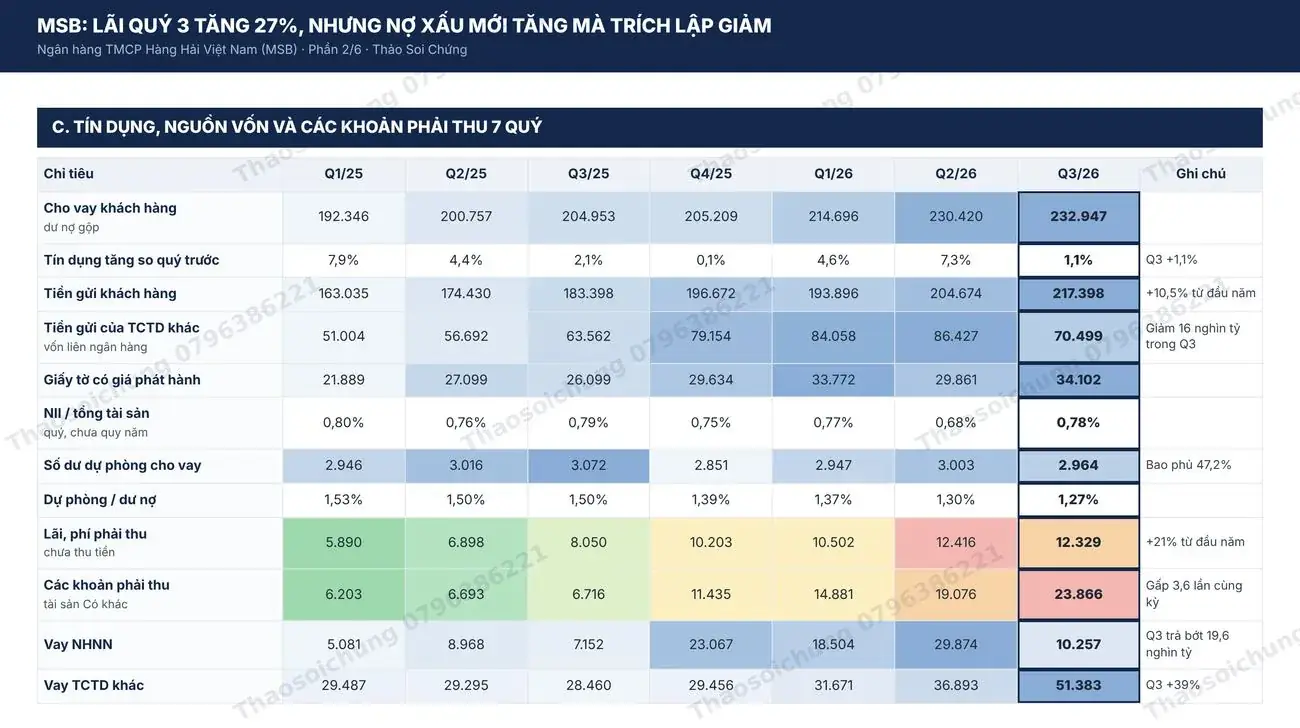 MSB: LÃI QUÝ 3 TĂNG 27%, NHƯNG NỢ XẤU MỚI TĂNG MÀ TRÍCH LẬP GIẢM
Ngân hàng TMCP Hàng Hải Việt Nam (MSB) · Phần 2/6 · Thảo Soi Chứng
C. TÍN DỤNG, NGUỒN VỐN VÀ CÁC KHOẢN PHẢI THU 7 QUÝ
Chỉ tiêu Q1/25 Q2/25 Q3/25 Q4/25 Q1/26 Q2/26 Q3/26 Ghi chú
Cho vay khách hàng
dư nợ gộp
192.346 200.757 204.953 205.209 214.696 230.420 232.947
Tín dụng tăng so quý trước 7,9% 4,4% 2,1% 0,1% 4,6% 7,3% 1,1% Q3 +1,1%
Tiền gửi khách hàng 163.035 174.430 183.398 196.672 193.896 204.674 217.398 +10,5% từ đầu năm
Tiền gửi của TCTD khác
vốn liên ngân hàng
51.004 56.692 63.562 79.154 84.058 86.427 70.499
Giảm 16 nghìn tỷ
trong Q3
Giấy tờ có giá phát hành 21.889 27.099 26.099 29.634 33.772 29.861 34.102
NII / tổng tài sản
quý, chưa quy năm
0,80% 0,76% 0,79% 0,75% 0,77% 0,68% 0,78%
Số dư dự phòng cho vay 2.946 3.016 3.072 2.851 2.947 3.003 2.964 Bao phủ 47,2%
Dự phòng / dư nợ 1,53% 1,50% 1,50% 1,39% 1,37% 1,30% 1,27%
Lãi, phí phải thu
chưa thu tiền
5.890 6.898 8.050 10.203 10.502 12.416 12.329 +21% từ đầu năm
Các khoản phải thu
tài sản Có khác
6.203 6.693 6.716 11.435 14.881 19.076 23.866
Gấp 3,6 lần cùng
kỳ
Vay NHNN 5.081 8.968 7.152 23.067 18.504 29.874 10.257
Q3 trả bớt 19,6
nghìn tỷ
Vay TCTD khác 29.487 29.295 28.460 29.456 31.671 36.893 51.383 Q3 +39%
Thaosoichung 0796386221